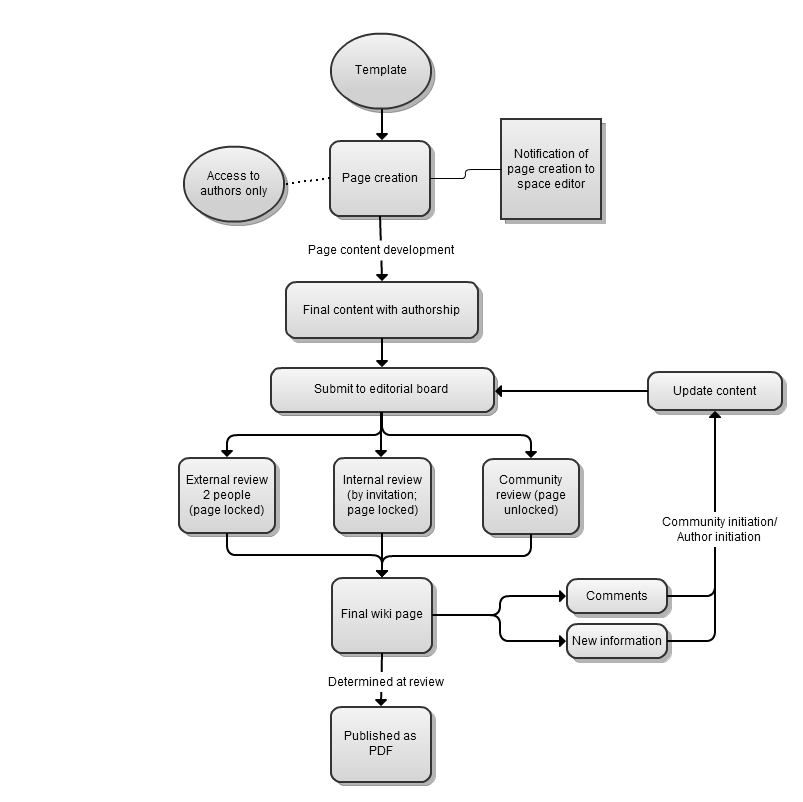 Template
Access to
authors only
Page creation
Notification of
page creation to
space editor
Page content development
Final content with authorship
Submit to editorial board
Update content
External review
2 people
(page locked)
Internal review
(by invitation;
page locked)
Community
review (page
unlocked)
Community initiation/
Author initiation
Final wiki page
Comments
New information
Determined at review
Published as
PDF